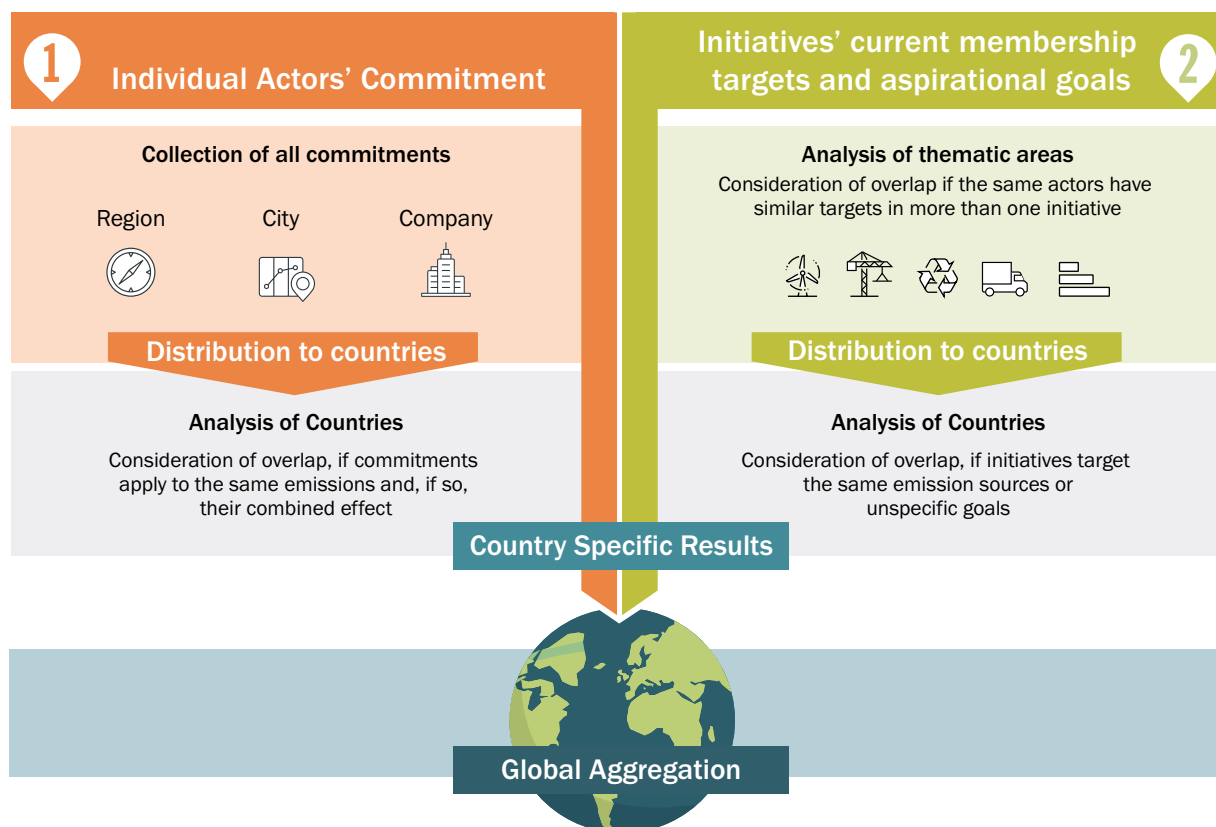 1
Individual Actors' Commitment
Initiatives' current membership
targets and aspirational goals
2
Collection of all commitments
Region
City
Company
Distribution to countries
Analysis of Countries
Consideration of overlap, if commitments
apply to the same emissions and, if so,
their combined effect
Analysis of thematic areas
Consideration of overlap if the same actors have
similar targets in more than one initiative
Distribution to countries
Analysis of Countries
Consideration of overlap, if initiatives target
the same emission sources or
unspecific goals
Country Specific Results
Global Aggregation